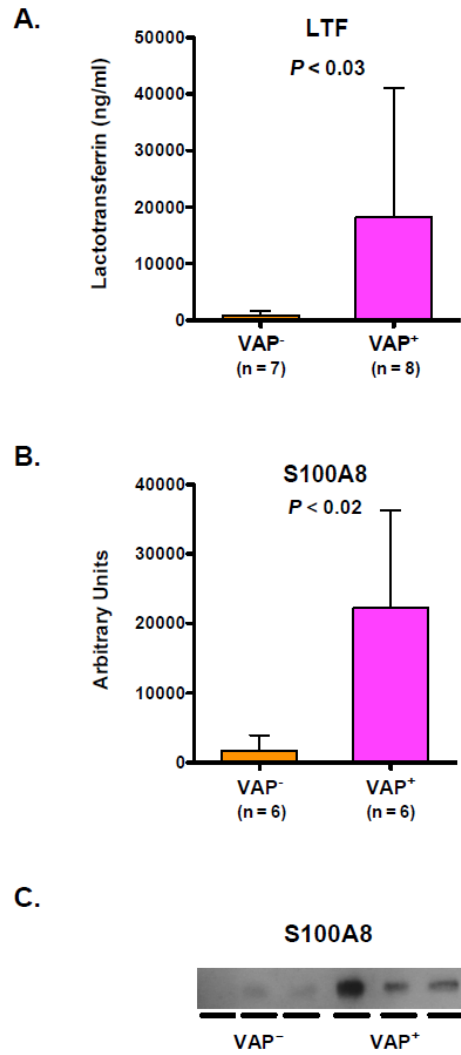 A.
LTF
P < 0.03
Lactotransferrin (ng/ml)
50000
40000
30000
20000
10000
0
VAP- VAP+
(n = 7) (n = 8)
B.
S100A8
P < 0.02
Arbitrary Units
40000
30000
20000
10000
0
VAP- VAP+
(n = 6) (n = 6)
C.
S100A8
VAP− VAP+